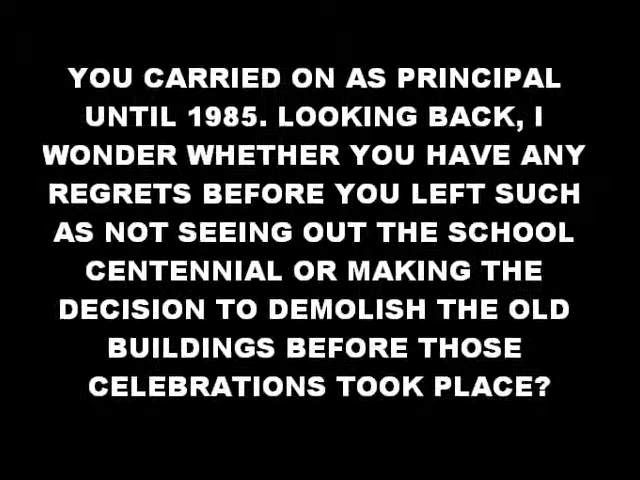 YOU CARRIED ON AS PRINCIPAL
UNTIL 1985. LOOKING BACK, I
WONDER WHETHER YOU HAVE ANY
REGRETS BEFORE YOU LEFT SUCH
AS NOT SEEING OUT THE SCHOOL
CENTENNIAL OR MAKING THE
DECISION TO DEMOLISH THE OLD
BUILDINGS BEFORE THOSE
CELEBRATIONS TOOK PLACE?